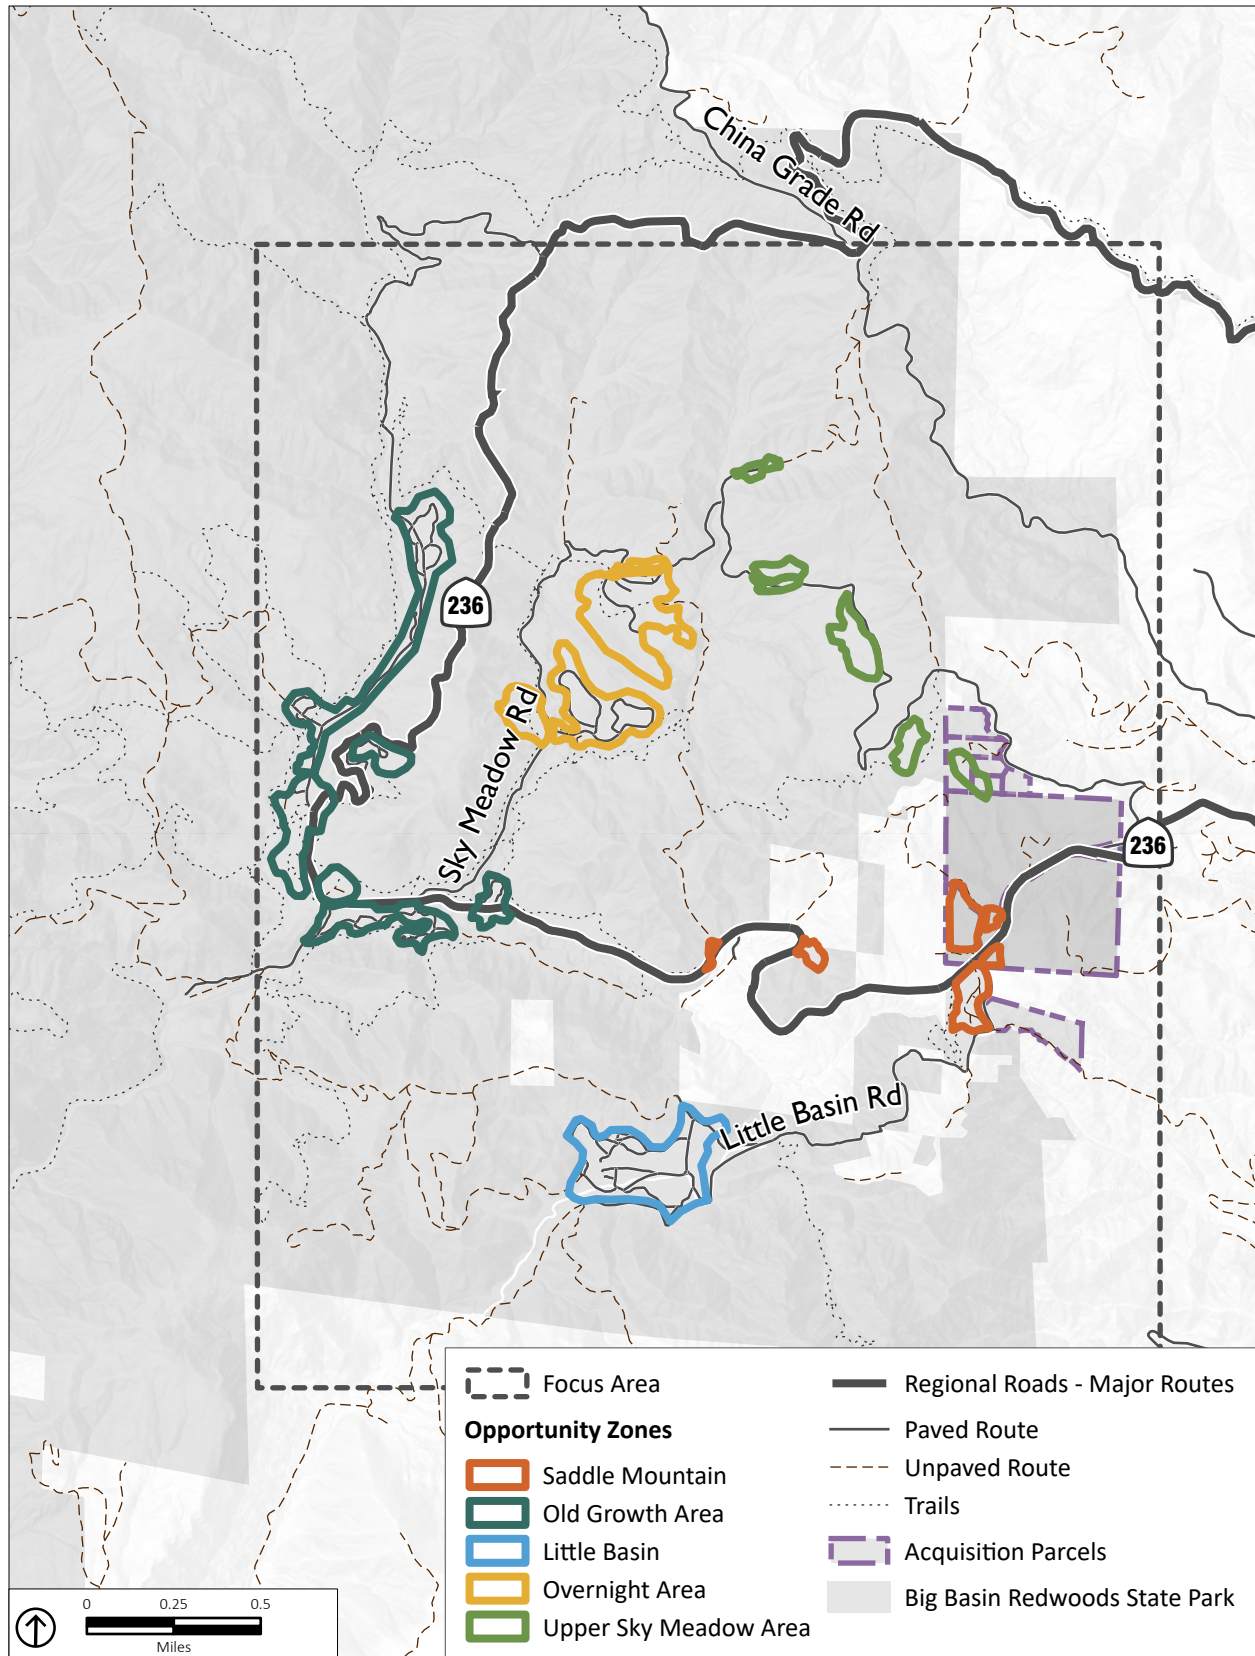 China Grade Rd
236
Sky Meadow Rd
236
Little Basin Rd
Focus Area
Opportunity Zones
Saddle Mountain
Old Growth Area
Little Basin
Overnight Area
Upper Sky Meadow Area
Regional Roads - Major Routes
Paved Route
Unpaved Route
Trails
Acquisition Parcels
Big Basin Redwoods State Park
0 0.25 0.5
Miles